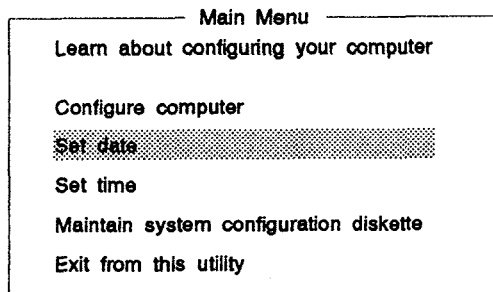 Main Menu
Learn about configuring your computer
Configure computer
Set date
Set time
Maintain system configuration diskette
Exit from this utility